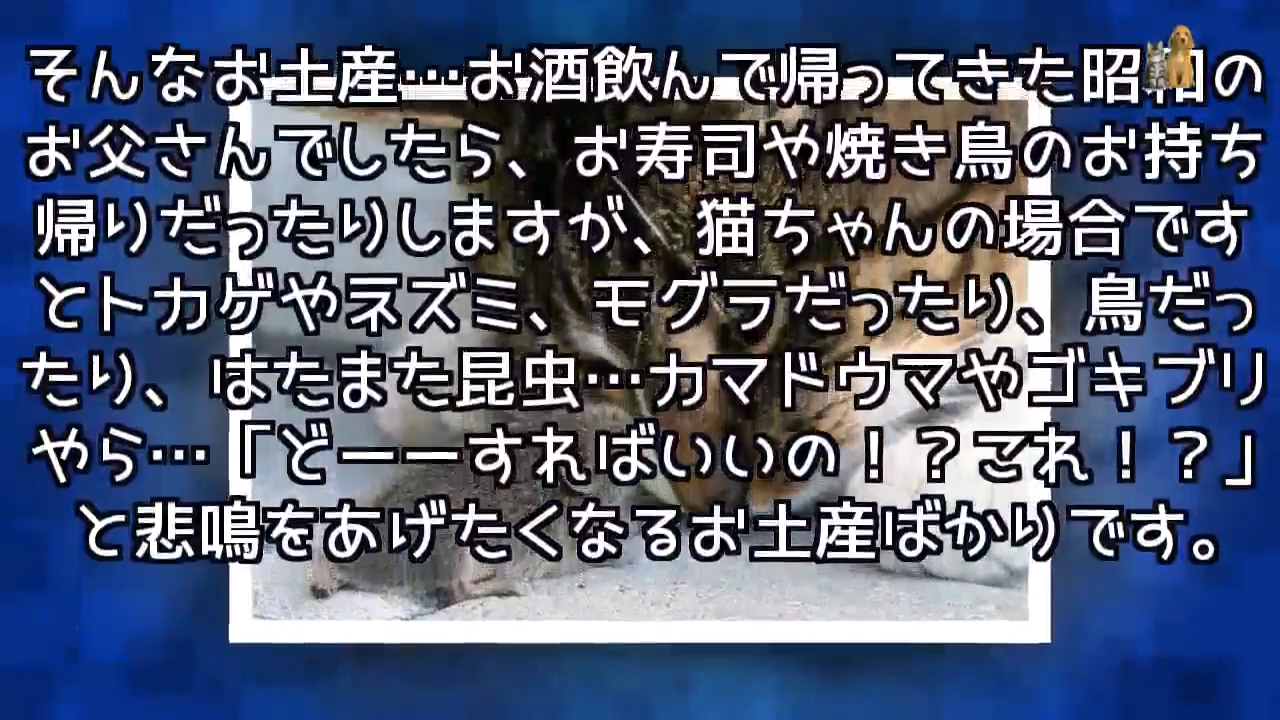 そんなお土産…お酒飲んで帰ってきた昭和の
お父さんでしたら、お寿司や焼き鳥のお持ち
帰りだったりしますが、猫ちゃんの場合です
とトカゲやネズミ、モグラだったり、鳥だっ
たり、はたまた昆虫…カマドウマやゴキブリ
やら…「どーーすればいいの！？これ！？」
と悲鳴をあげたくなるお土産ばかりです。